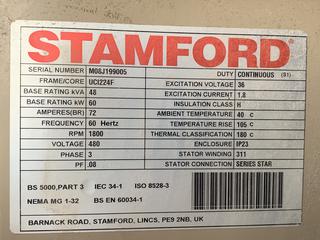 STAMFORD
SERIAL NUMBER M08J199005 DUTY CONTINUOUS (S1)
FRAME/CORE UCI224F EXCITATION VOLTAGE 36
BASE RATING kVA 48 EXCITATION CURRENT 1.8
BASE RATING kW 60 INSULATION CLASS H
AMPERES(BR) 72 AMBIENT TEMPERATURE 40 C
FREQUENCY 60 Hertz TEMPERATURE RISE 105 C
RPM 1800 THERMAL CLASSIFICATION 180 C
VOLTAGE 480 ENCLOSURE IP23
PHASE 3 STATOR WINDING 311
PF .08 STATOR CONNECTION SERIES STAR
BS 5000,PART 3 IEC 34-1 ISO 8528-3
NEMA MG 1-32 BS EN 60034-1
BARNACK ROAD, STAMFORD, LINCS, PE9 2NB, UK